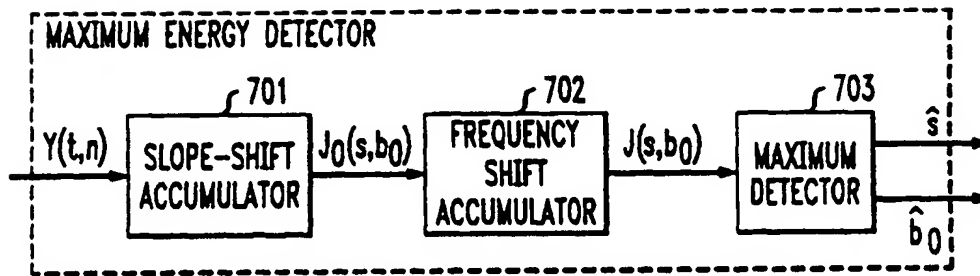 MAXIMUM ENERGY DETECTOR
701
702
703
Y(t,n)
SLOPE-SHIFT
ACCUMULATOR
J₀(s,b₀)
FREQUENCY
SHIFT
ACCUMULATOR
J(s,b₀)
MAXIMUM
DETECTOR
ŝ
b̂₀